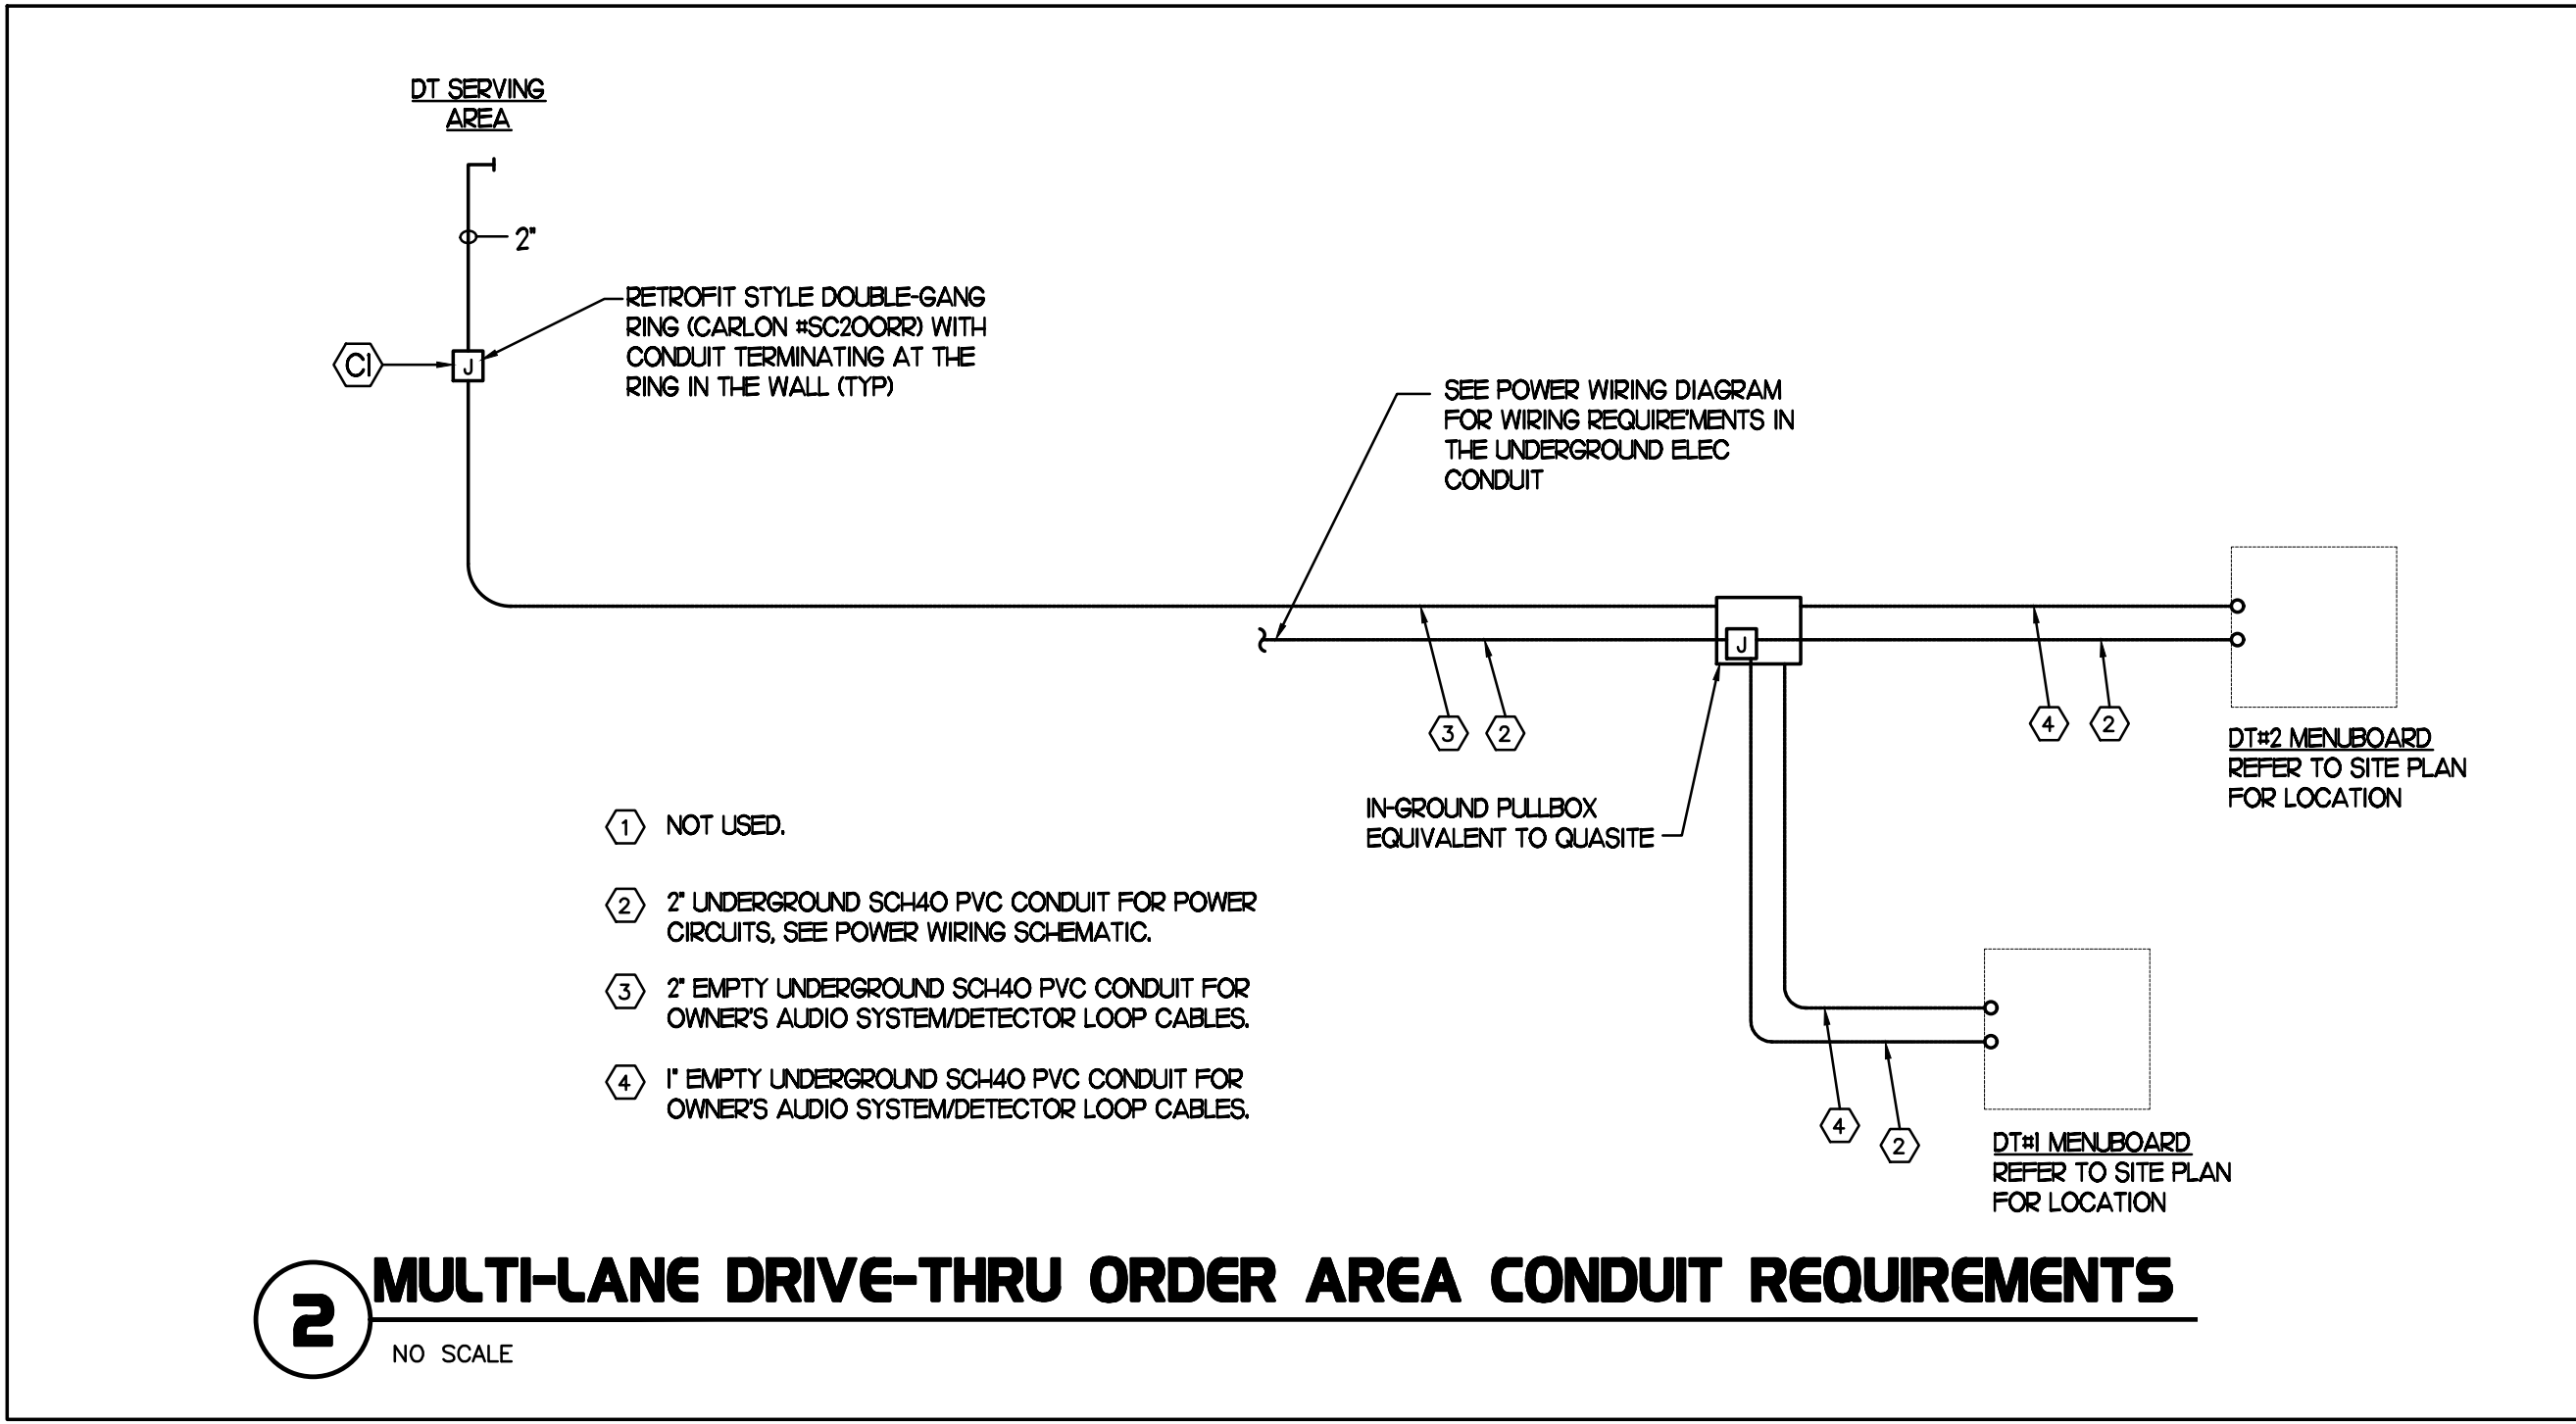 DT SERVING
AREA
2"
RETROFIT STYLE DOUBLE-GANG
RING (CARLON #SC200RR) WITH
CONDUIT TERMINATING AT THE
RING IN THE WALL (TYP)
C1
J
SEE POWER WIRING DIAGRAM
FOR WIRING REQUIRE'MENTS IN
THE UNDERGROUND ELEC
CONDUIT
J
3
2
4
2
DT#2 MENUBOARD
REFER TO SITE PLAN
FOR LOCATION
IN-GROUND PULLBOX
EQUIVALENT TO QUASITE
1 NOT USED.
2 2" UNDERGROUND SCH40 PVC CONDUIT FOR POWER
CIRCUITS, SEE POWER WIRING SCHEMATIC.
3 2" EMPTY UNDERGROUND SCH40 PVC CONDUIT FOR
OWNER'S AUDIO SYSTEM/DETECTOR LOOP CABLES.
4 1" EMPTY UNDERGROUND SCH40 PVC CONDUIT FOR
OWNER'S AUDIO SYSTEM/DETECTOR LOOP CABLES.
4
2
DT#1 MENUBOARD
REFER TO SITE PLAN
FOR LOCATION
2 MULTI-LANE DRIVE-THRU ORDER AREA CONDUIT REQUIREMENTS
NO SCALE